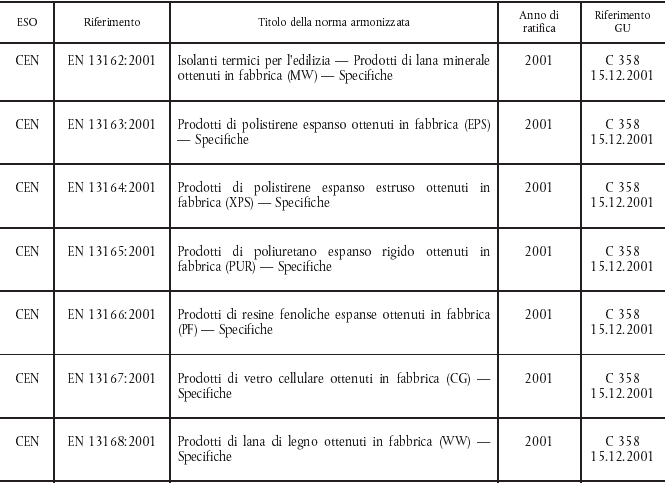 ESO Riferimento Titolo della norma armonizzata Anno di ratifica Riferimento GU
CEN EN 13162:2001 Isolanti termici per l'edilizia — Prodotti di lana minerale 2001 C 358
ottenuti in fabbrica (MW) — Specifiche 15.12.2001
CEN EN 13163:2001 Prodotti di polistirene espanso ottenuti in fabbrica (EPS) 2001 C 358
— Specifiche 15.12.2001
CEN EN 13164:2001 Prodotti di polistirene espanso estruso ottenuti in 2001 C 358
fabbrica (XPS) — Specifiche 15.12.2001
CEN EN 13165:2001 Prodotti di poliuretano espanso rigido ottenuti in 2001 C 358
fabbrica (PUR) — Specifiche 15.12.2001
CEN EN 13166:2001 Prodotti di resine fenoliche espanse ottenuti in fabbrica 2001 C 358
(PF) — Specifiche 15.12.2001
CEN EN 13167:2001 Prodotti di vetro cellulare ottenuti in fabbrica (CG) — 2001 C 358
Specifiche 15.12.2001
CEN EN 13168:2001 Prodotti di lana di legno ottenuti in fabbrica (WW) — 2001 C 358
Specifiche 15.12.2001